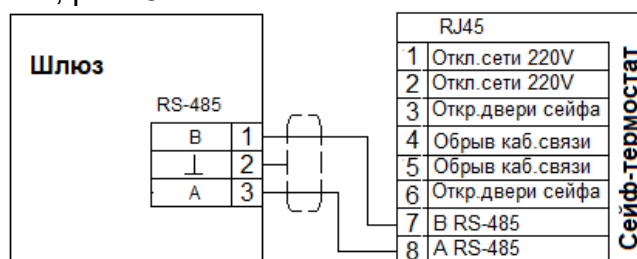 RJ45
Шлюз
RS-485
B 1
⊥ 2
A 3
1 Откл.сети 220V
2 Откл.сети 220V
3 Откр.двери сейфа
4 Обрыв каб.связи
5 Обрыв каб.связи
6 Откр.двери сейфа
7 B RS-485
8 A RS-485
Сейф-термостат